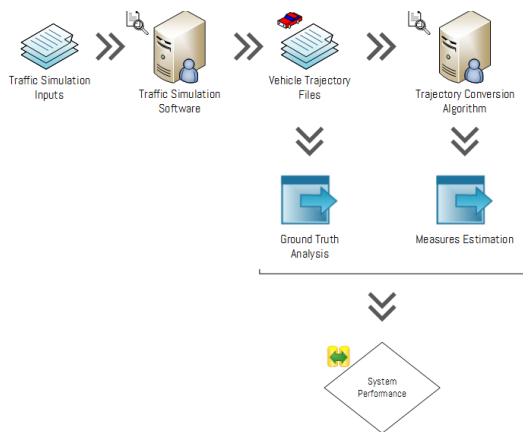 Traffic Simulation
Inputs
Traffic Simulation
Software
Vehicle Trajectory
Files
Trajectory Conversion
Algorithm
Ground Truth
Analysis
Measures Estimation
System
Performance